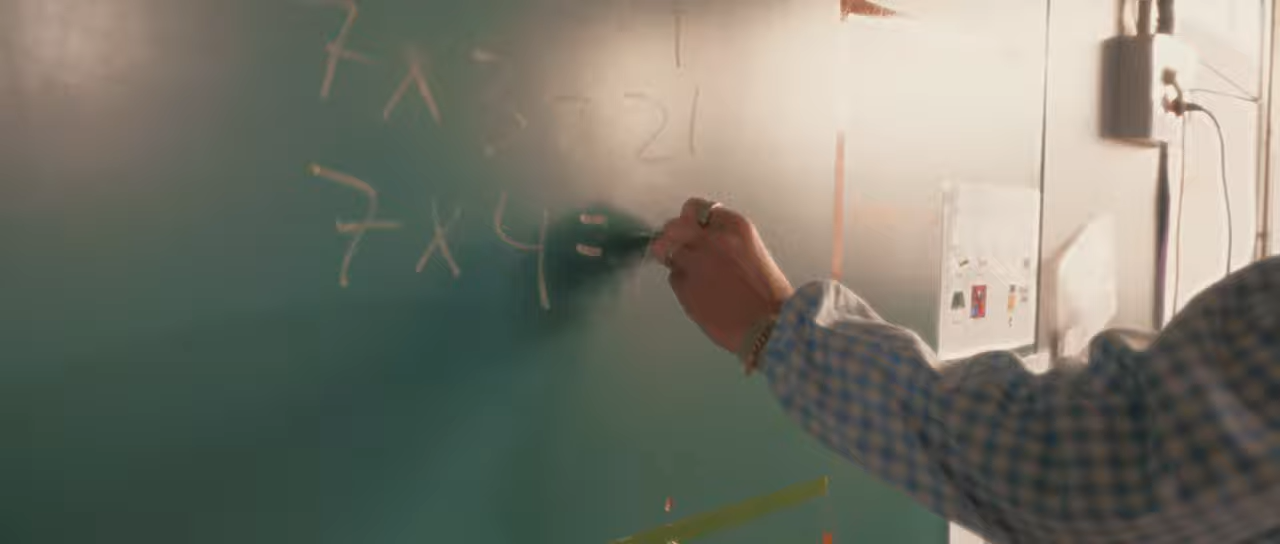 7 x 3 = 21
7 x 4 =